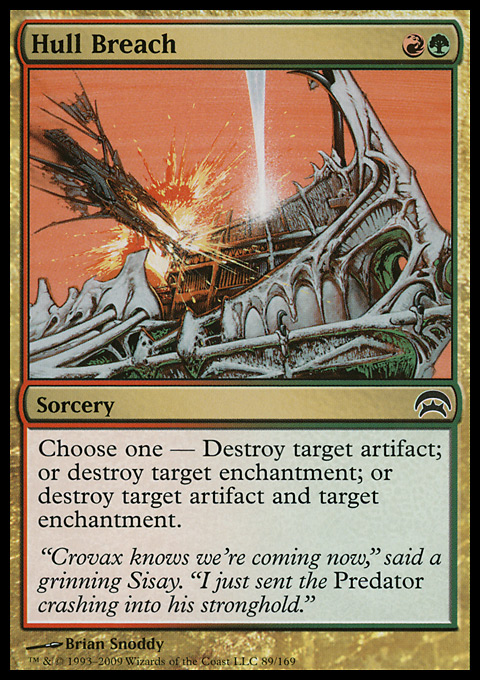 Hull Breach
Sorcery
Choose one — Destroy target artifact;
or destroy target enchantment; or
destroy target artifact and target
enchantment.
“Crovax knows we’re coming now,” said a
grinning Sisay. “I just sent the Predator
crashing into his stronghold.”
Brian Snoddy
™ & © 1993–2009 Wizards of the Coast LLC 89/169